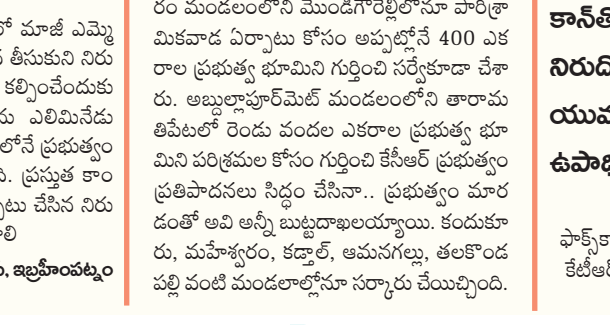 లో మాజీ ఎమ్మె
తీసుకుని నిరు
కల్పించేందుకు
ఎలిమినేడు
లోనే ప్రభుత్వం
ది. ప్రస్తుత కాం
టు చేసిన నిరు
ఇబ్రహీంపట్నం
రం మండలంలోని మొండిగౌరెల్లిలోనూ పారిశ్రా
మికవాడ ఏర్పాటు కోసం అప్పట్లోనే 400 ఎక
రాల ప్రభుత్వ భూమిని గుర్తించి సర్వేకూడా చేశా
రు. అబ్దుల్లాపూర్‌మెట్ మండలంలోని తారామ
తిపేటలో రెండు వందల ఎకరాల ప్రభుత్వ భూ
మిని పరిశ్రమల కోసం గుర్తించి కేసీఆర్ ప్రభుత్వం
ప్రతిపాదనలు సిద్ధం చేసినా.. ప్రభుత్వం మార
డంతో అవి అన్నీ బుట్టదాఖలయ్యాయి. కందుకూ
రు, మహేశ్వరం, కడ్తాల్, ఆమనగల్లు, తలకొండ
పల్లి వంటి మండలాల్లోనూ సర్కారు చేయిచ్చింది.
నిరుది
యువ
ఉపాధి
ఫాక్స్‌కా
కేటీఆర్